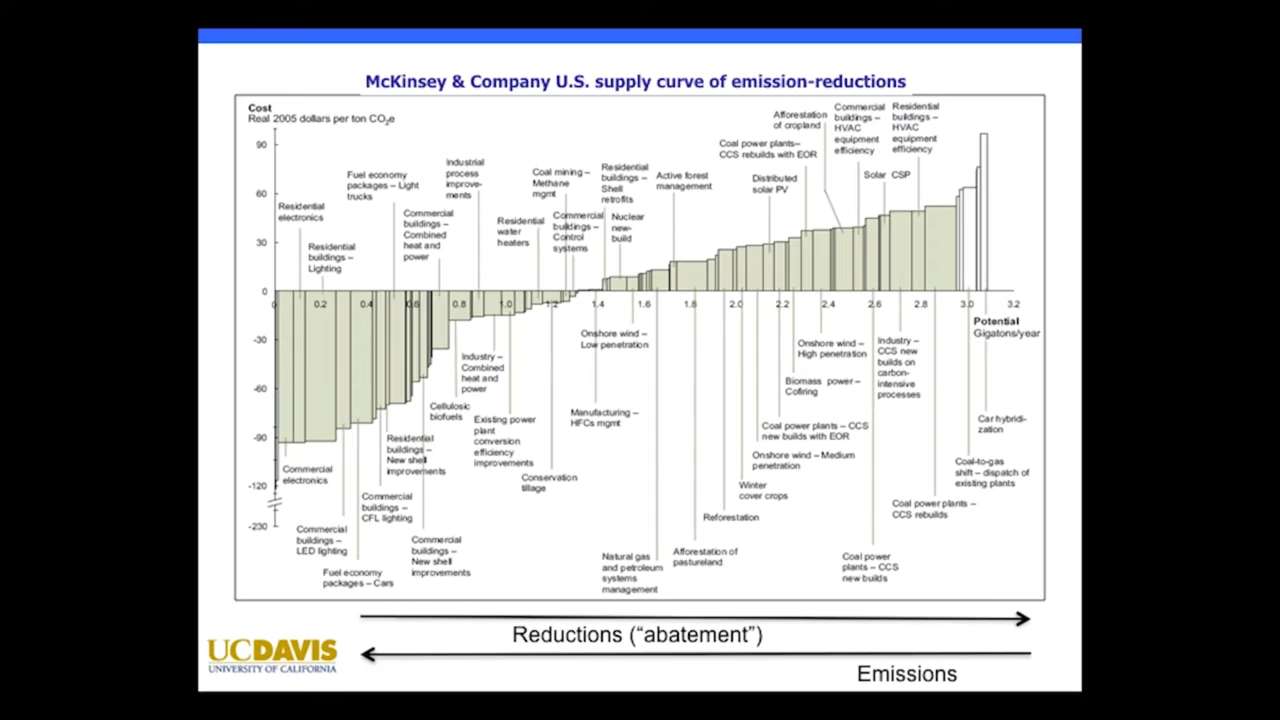 McKinsey & Company U.S. supply curve of emission-reductions
Cost
Real 2005 dollars per ton CO₂e
90
60
30
0
-30
-60
-90
-120
-230
Residential
electronics
Residential
buildings –
Lighting
Fuel economy
packages – Light
trucks
Commercial
buildings –
Combined
heat and
power
Industrial
process
improve-
ments
Residential
water
heaters
Coal mining –
Methane
mgmt
Commercial
buildings –
Control
systems
Residential
buildings –
Shell
retrofits
Nuclear
new-
build
Active forest
management
Coal power plants–
CCS rebuilds with EOR
Distributed
solar PV
Afforestation
of cropland
Commercial
buildings –
HVAC
equipment
efficiency
Solar CSP
Residential
buildings –
HVAC
equipment
efficiency
0 0.2 0.4 0.6 0.8 1.0 1.2 1.4 1.6 1.8 2.0 2.2 2.4 2.6 2.8 3.0 3.2
Potential
Gigatons/year
Commercial
electronics
Commercial
buildings –
LED lighting
Fuel economy
packages – Cars
Commercial
buildings –
CFL lighting
Residential
buildings –
New shell
improvements
Commercial
buildings –
New shell
improvements
Cellulosic
biofuels
Industry –
Combined
heat and
power
Existing power
plant
conversion
efficiency
improvements
Conservation
tillage
Manufacturing –
HFCs mgmt
Onshore wind –
Low penetration
Natural gas
and petroleum
systems
management
Afforestation of
pastureland
Reforestation
Winter
cover crops
Onshore wind – Medium
penetration
Coal power plants – CCS
new builds with EOR
Biomass power –
Cofiring
Onshore wind –
High penetration
Coal power
plants – CCS
new builds
Industry –
CCS new
builds on
carbon-
intensive
processes
Coal power plants –
CCS rebuilds
Coal-to-gas
shift – dispatch of
existing plants
Car hybridi-
zation
Reductions (“abatement”)
Emissions
UCDAVIS
UNIVERSITY OF CALIFORNIA